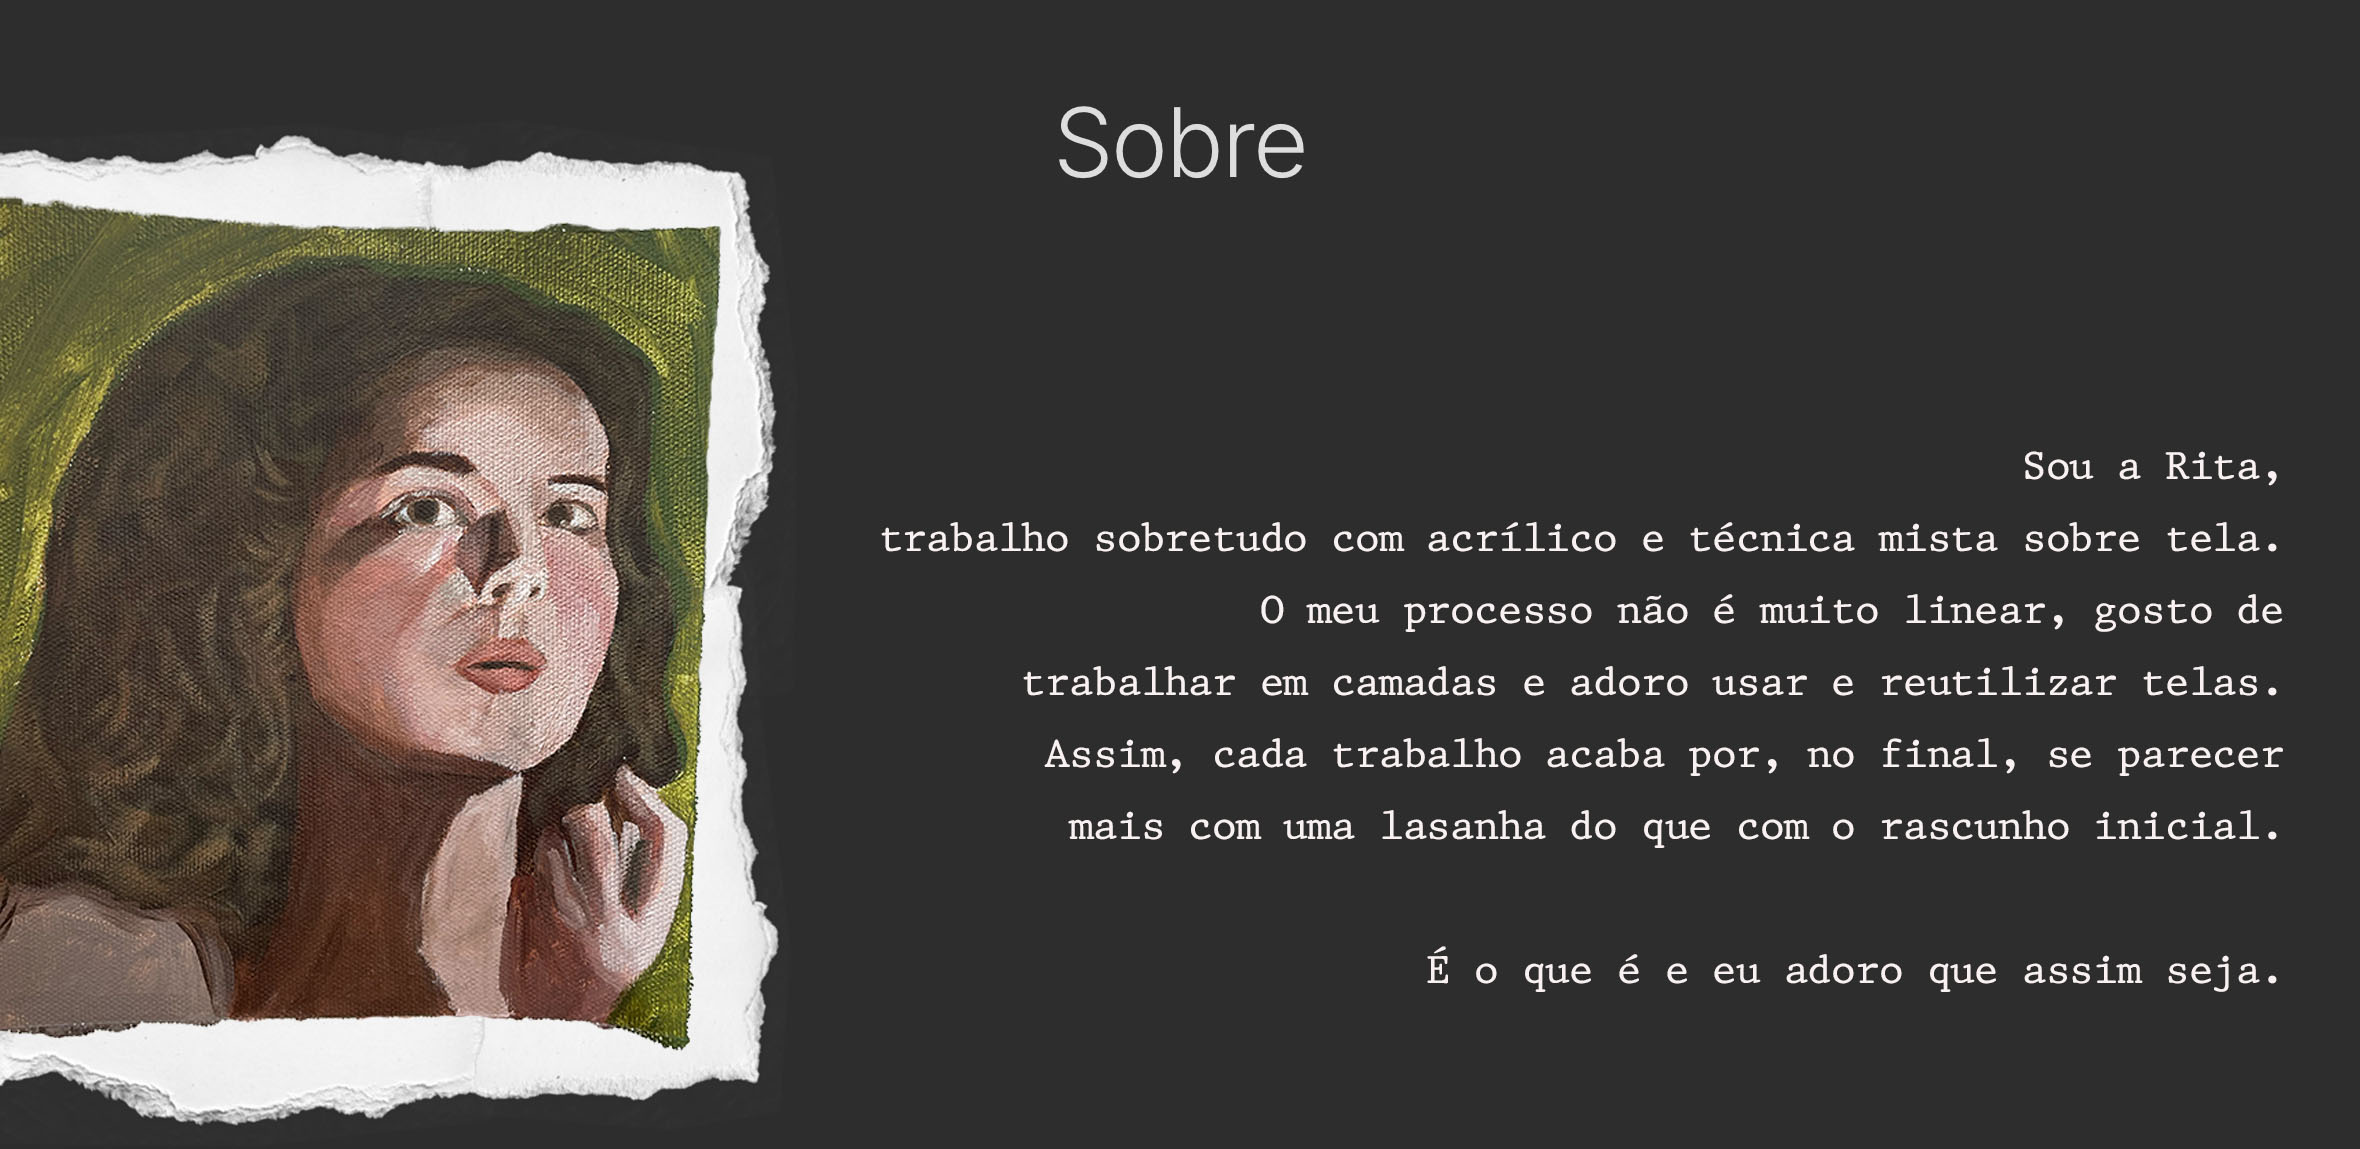 Sobre
Sou a Rita,
trabalho sobretudo com acrílico e técnica mista sobre tela.
O meu processo não é muito linear, gosto de
trabalhar em camadas e adoro usar e reutilizar telas.
Assim, cada trabalho acaba por, no final, se parecer
mais com uma lasanha do que com o rascunho inicial.
É o que é e eu adoro que assim seja.